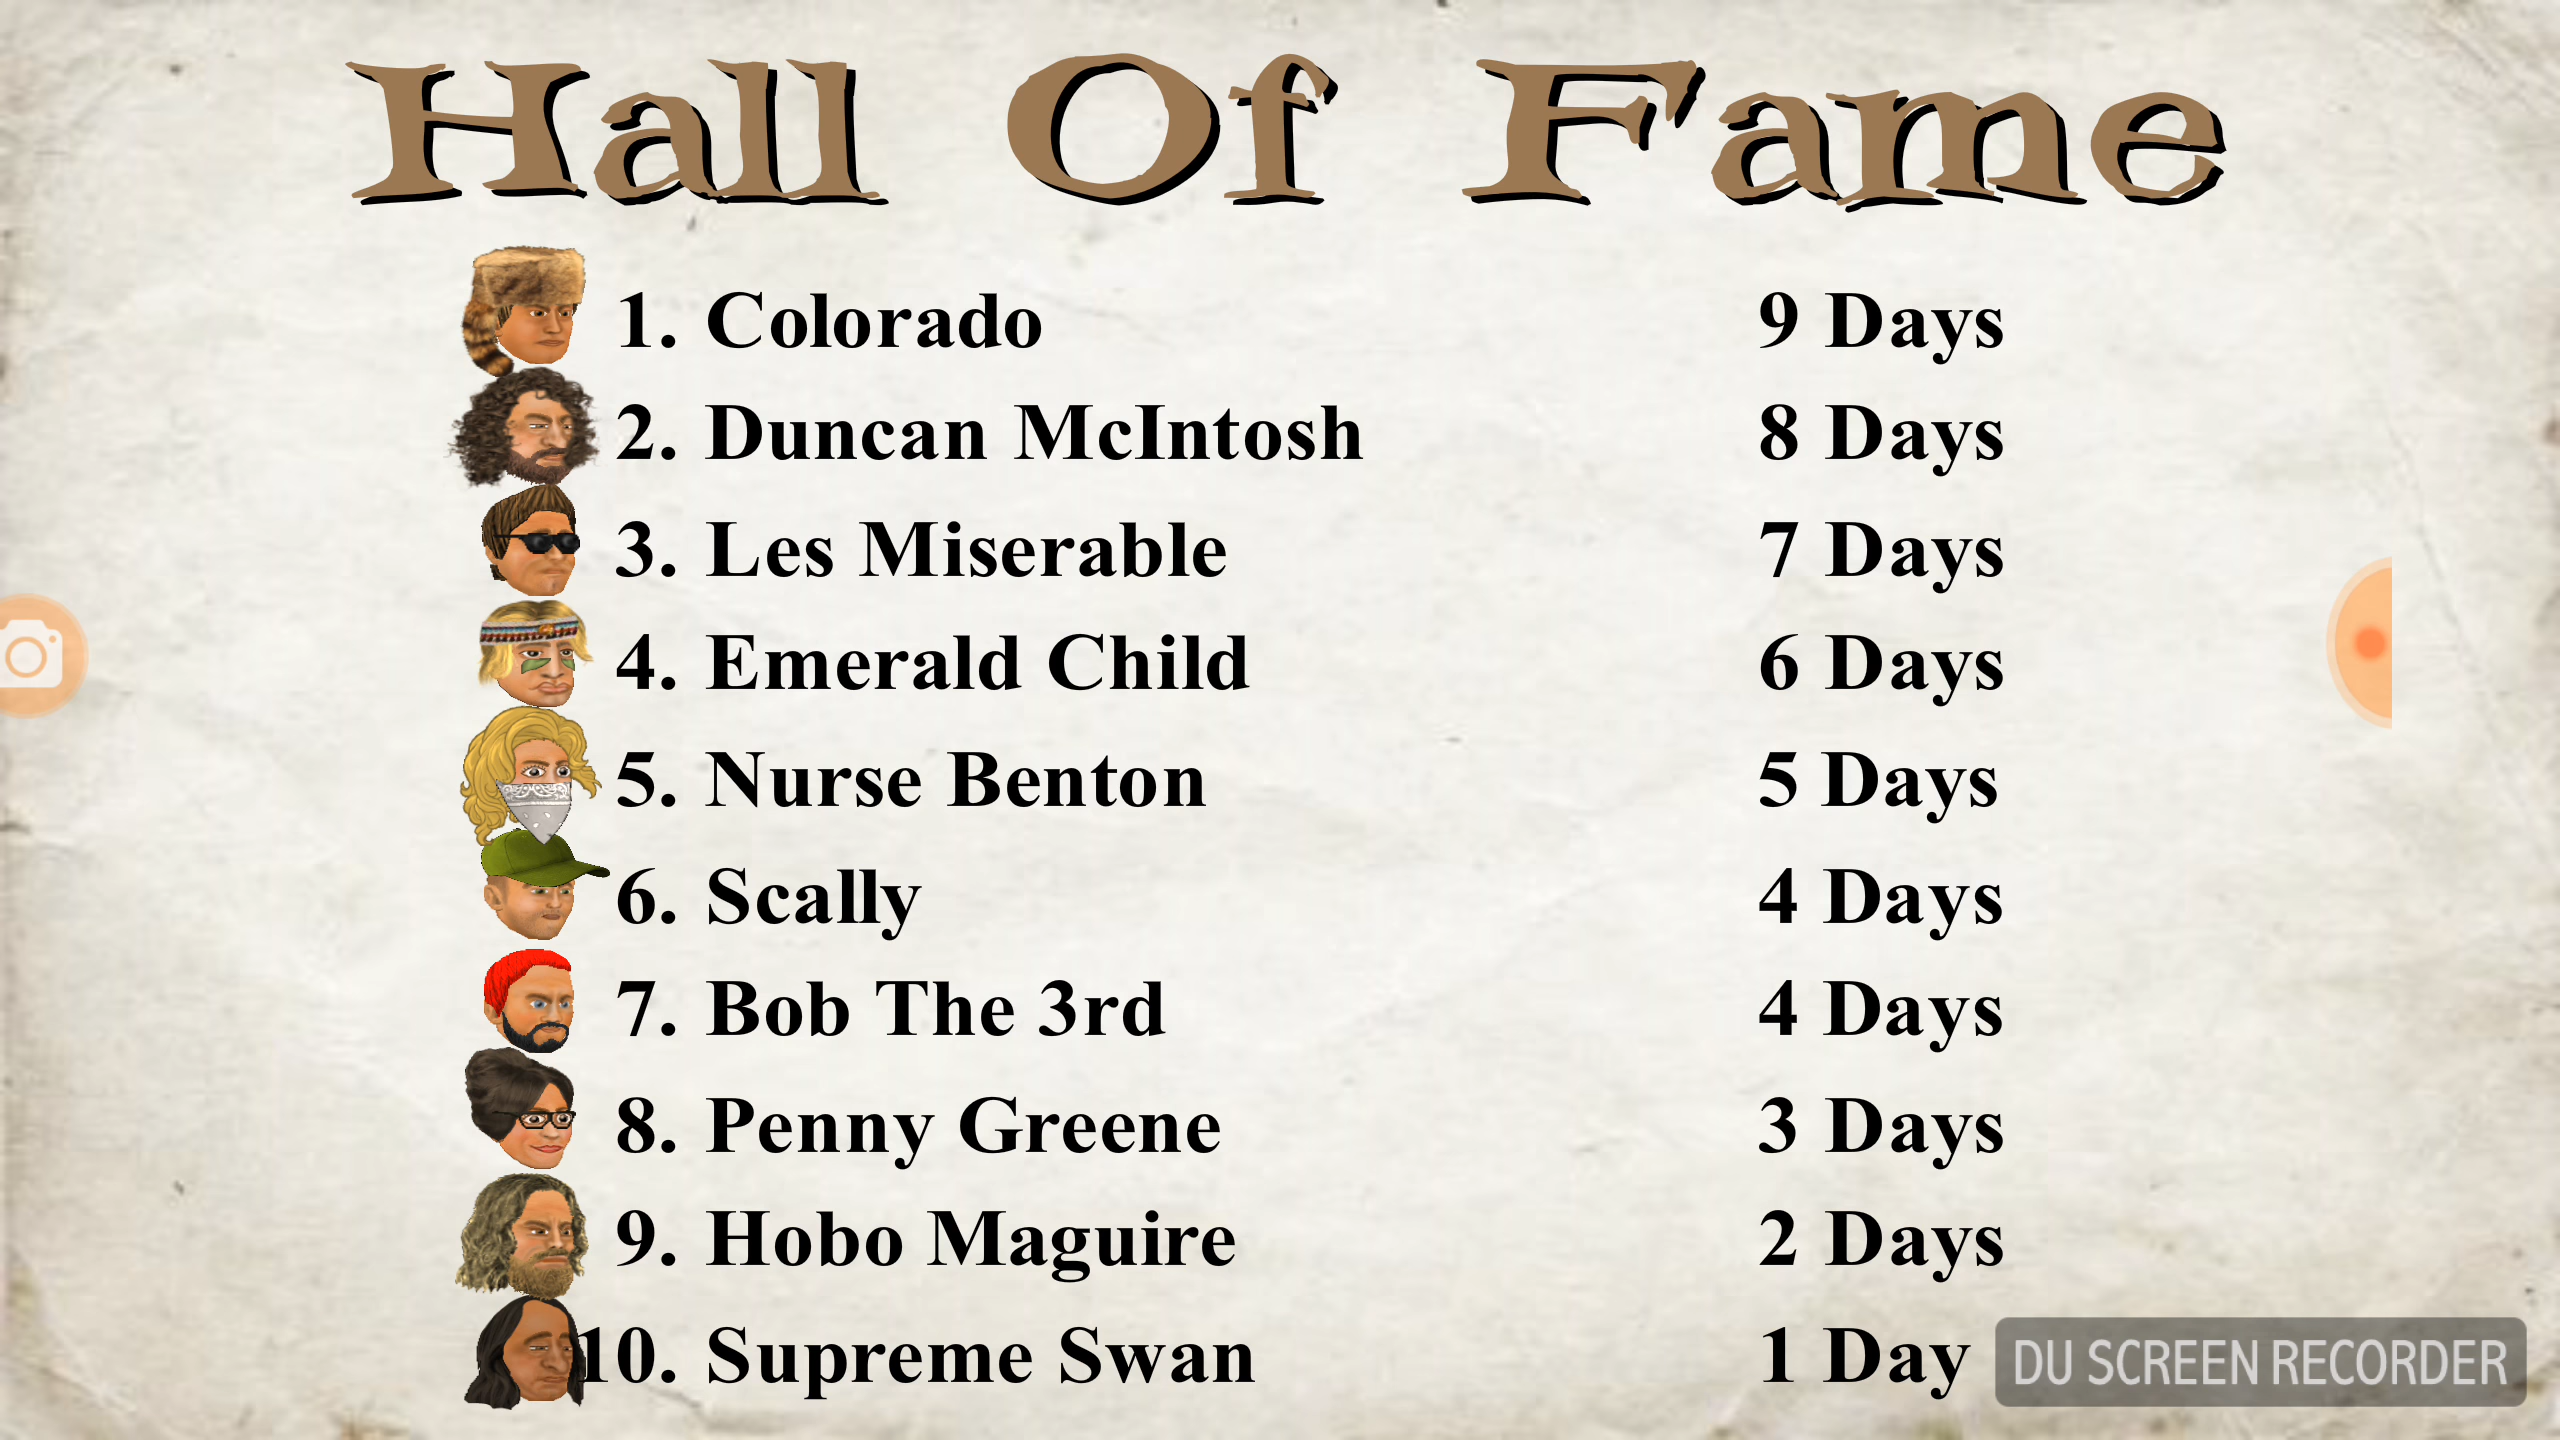 Hall Of Fame
1. Colorado 9 Days
2. Duncan McIntosh 8 Days
3. Les Miserable 7 Days
4. Emerald Child 6 Days
5. Nurse Benton 5 Days
6. Scally 4 Days
7. Bob The 3rd 4 Days
8. Penny Greene 3 Days
9. Hobo Maguire 2 Days
10. Supreme Swan 1 Day
DU SCREEN RECORDER